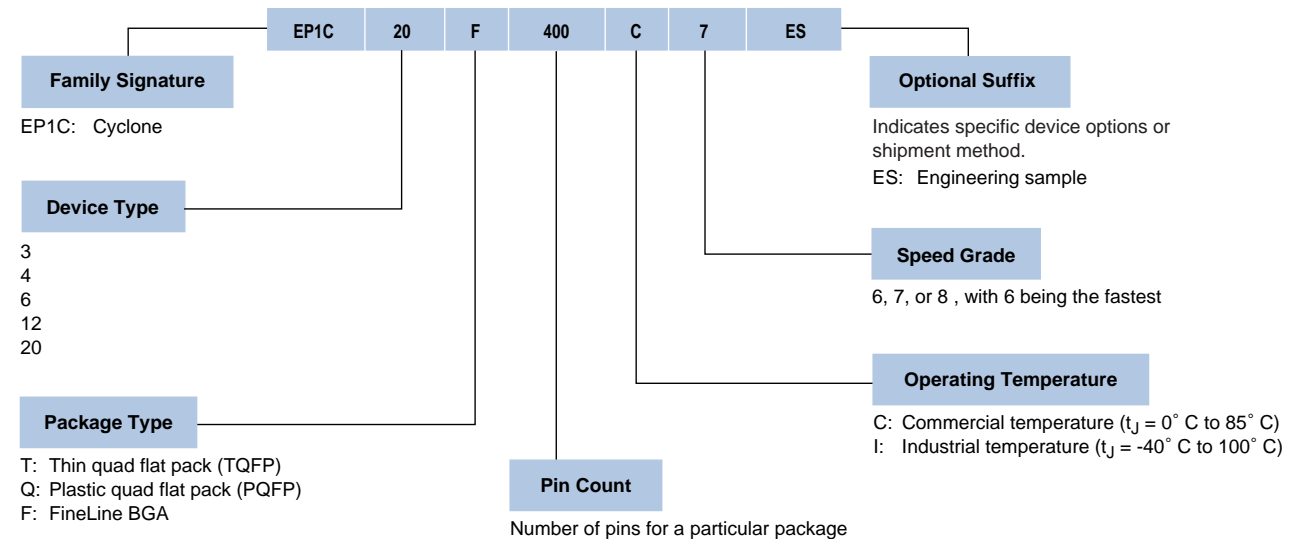 EP1C 20 F 400 C 7 ES
Family Signature
EP1C: Cyclone
Device Type
3
4
6
12
20
Package Type
T: Thin quad flat pack (TQFP)
Q: Plastic quad flat pack (PQFP)
F: FineLine BGA
Pin Count
Number of pins for a particular package
Optional Suffix
Indicates specific device options or
shipment method.
ES: Engineering sample
Speed Grade
6, 7, or 8 , with 6 being the fastest
Operating Temperature
C: Commercial temperature (tJ = 0˚ C to 85˚ C)
I: Industrial temperature (tJ = -40˚ C to 100˚ C)